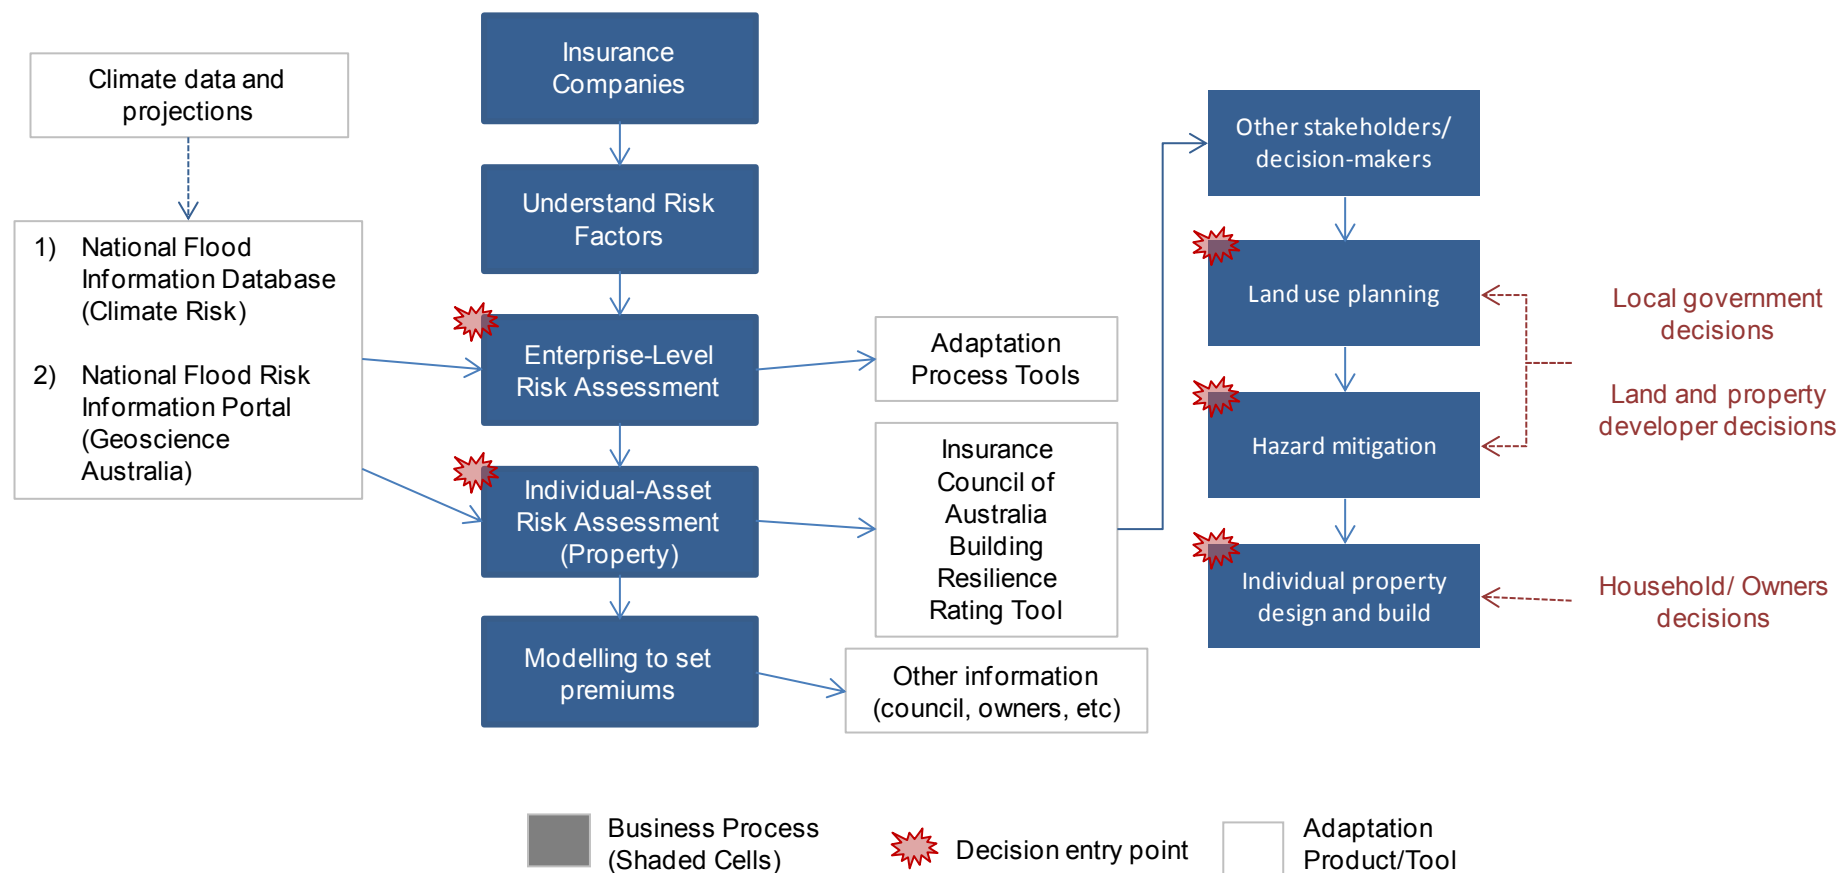 Climate data and
projections
1) National Flood
Information Database
(Climate Risk)
2) National Flood Risk
Information Portal
(Geoscience
Australia)
Insurance
Companies
Understand Risk
Factors
Enterprise-Level
Risk Assessment
Individual-Asset
Risk Assessment
(Property)
Modelling to set
premiums
Adaptation
Process Tools
Insurance
Council of
Australia
Building
Resilience
Rating Tool
Other information
(council, owners, etc)
Other stakeholders/
decision-makers
Land use planning
Hazard mitigation
Individual property
design and build
Local government
decisions
Land and property
developer decisions
Household/ Owners
decisions
Business Process
(Shaded Cells)
Decision entry point
Adaptation
Product/Tool